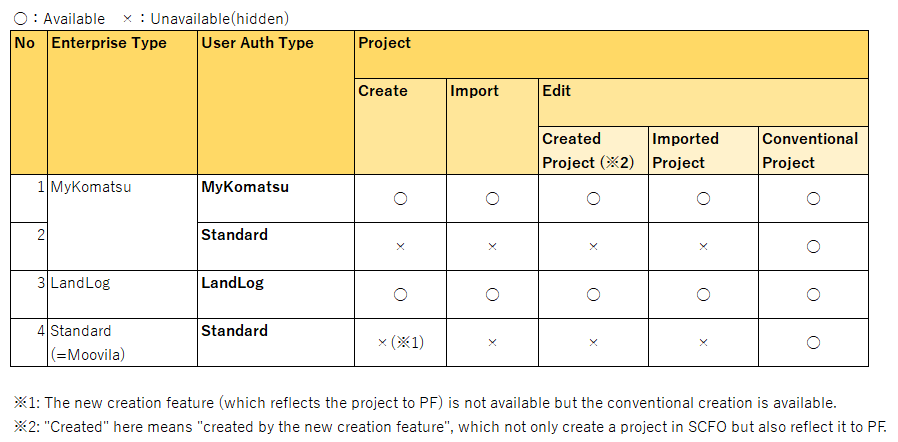 ○：Available　×：Unavailable(hidden)
No Enterprise Type User Auth Type Project
Create Import Edit
Created Project (※2) Imported Project Conventional Project
1 MyKomatsu MyKomatsu ○ ○ ○ ○ ○
2 Standard × × × × ○
3 LandLog LandLog ○ ○ ○ ○ ○
4 Standard (=Moovila) Standard ×(※1) × × × ○
※1: The new creation feature (which reflects the project to PF) is not available but the conventional creation is available.
※2: "Created" here means "created by the new creation feature", which not only create a project in SCFO but also reflect it to PF.